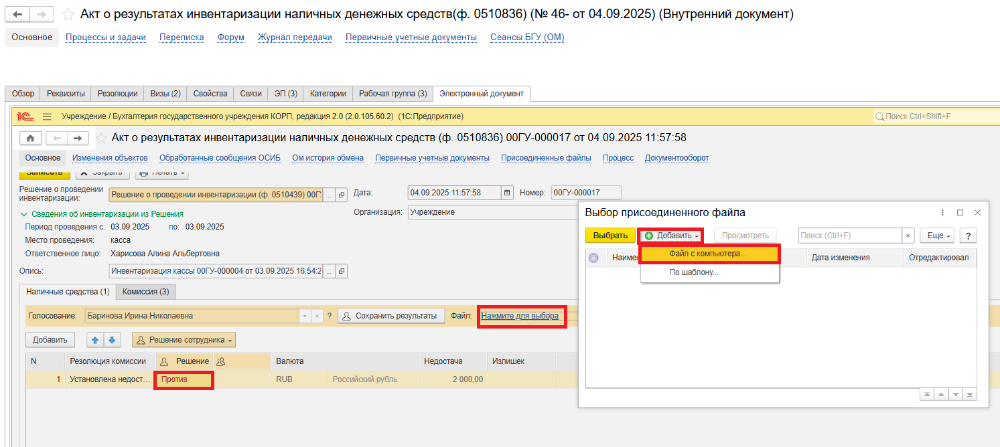 Акт о результатах инвентаризации наличных денежных средств(ф. 0510836) (№ 46- от 04.09.2025) (Внутренний документ)
Основное Процессы и задачи Переписка Форум Журнал передачи Первичные учетные документы Сеансы БГУ (ОМ)
Обзор Реквизиты Резолюции Визы (2) Свойства Связи ЭП (3) Категории Рабочая группа (3) Электронный документ
1С Учреждение / Бухгалтерия государственного учреждения КОРП, редакция 2.0 (2.0.105.60.2) (1С:Предприятие) Поиск Ctrl+Shift+F
Акт о результатах инвентаризации наличных денежных средств (ф. 0510836) 00ГУ-000017 от 04.09.2025 11:57:58
Основное Изменения объектов Обработанные сообщения ОСИБ Ом история обмена Первичные учетные документы Присоединенные файлы Процесс Документооборот
Записать Закрыть Печать
Решение о проведении
инвентаризации: Решение о проведении инвентаризации (ф. 0510439) 00Г ... Дата: 04.09.2025 11:57:58 Номер: 00ГУ-000017
Сведения об инвентаризации из Решения Организация: Учреждение
Период проведения с: 03.09.2025 по: 03.09.2025
Место проведения: касса
Ответственное лицо: Харисова Алина Альбертовна
Опись: Инвентаризация кассы 00ГУ-000004 от 03.09.2025 16:54:2 ...
Наличные средства (1) Комиссия (3)
Голосование: Баринова Ирина Николаевна ? Сохранить результаты Файл: Нажмите для выбора
Добавить Решение сотрудника
N Резолюция комиссии Решение Валюта Недостача Излишек
1 Установлена недост... Против RUB Российский рубль 2 000,00
Выбор присоединенного файла
Выбрать Добавить Просмотреть Поиск (Ctrl+F) × Еще ?
Наимен Дата изменения Отредактировал
Файл с компьютера...
По шаблону...